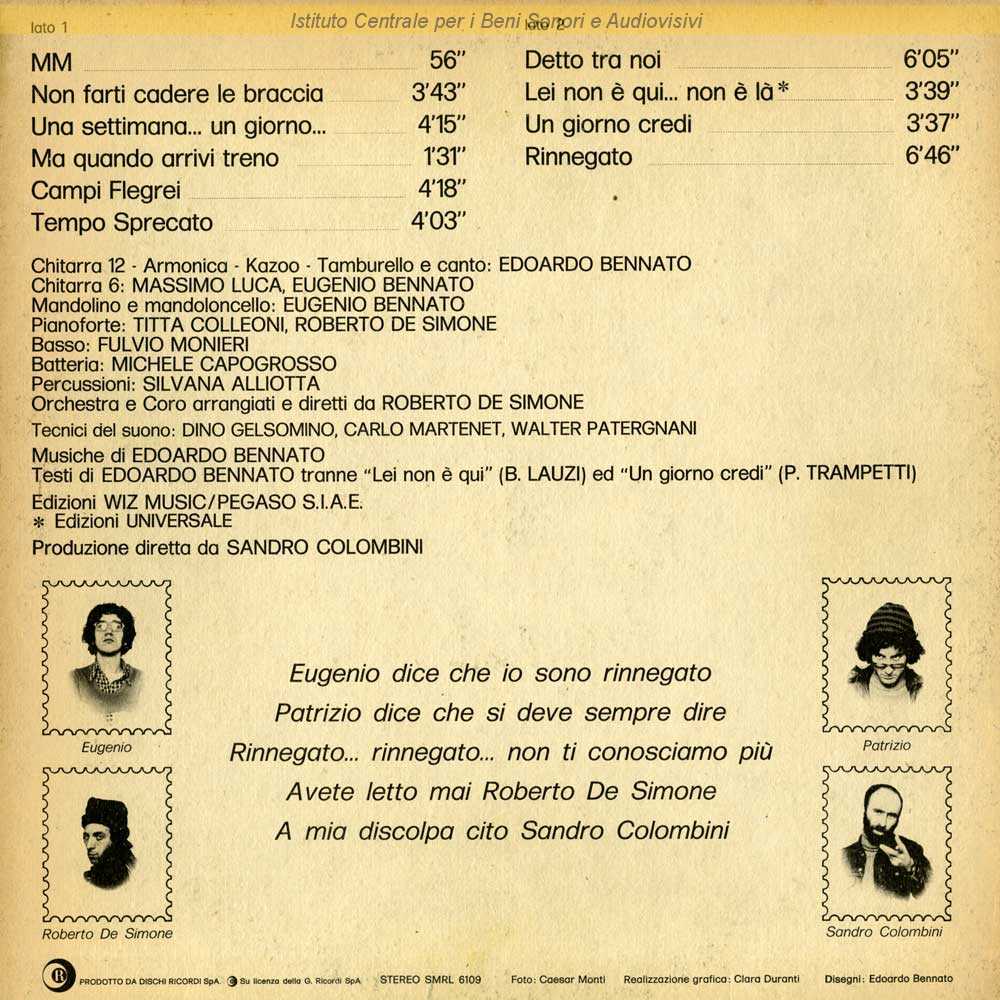 Istituto Centrale per i Beni Sonori e Audiovisivi
lato 1
MM 56”
Non farti cadere le braccia 3’43”
Una settimana... un giorno... 4’15”
Ma quando arrivi treno 1’31”
Campi Flegrei 4’18”
Tempo Sprecato 4’03”
lato 2
Detto tra noi 6’05”
Lei non è qui... non è là* 3’39”
Un giorno credi 3’37”
Rinnegato 6’46”
Chitarra 12 - Armonica - Kazoo - Tamburello e canto: EDOARDO BENNATO
Chitarra 6: MASSIMO LUCA, EUGENIO BENNATO
Mandolino e mandoloncello: EUGENIO BENNATO
Pianoforte: TITTA COLLEONI, ROBERTO DE SIMONE
Basso: FULVIO MONIERI
Batteria: MICHELE CAPOGROSSO
Percussioni: SILVANA ALLIOTTA
Orchestra e Coro arrangiati e diretti da ROBERTO DE SIMONE
Tecnici del suono: DINO GELSOMINO, CARLO MARTENET, WALTER PATERGNANI
Musiche di EDOARDO BENNATO
Testi di EDOARDO BENNATO tranne “Lei non è qui” (B. LAUZI) ed “Un giorno credi” (P. TRAMPETTI)
Edizioni WIZ MUSIC/PEGASO S.I.A.E.
* Edizioni UNIVERSALE
Produzione diretta da SANDRO COLOMBINI
Eugenio
Roberto De Simone
Eugenio dice che io sono rinnegato
Patrizio dice che si deve sempre dire
Rinnegato... rinnegato... non ti conosciamo più
Avete letto mai Roberto De Simone
A mia discolpa cito Sandro Colombini
Patrizio
Sandro Colombini
R PRODOTTO DA DISCHI RICORDI SpA. Su licenza della G. Ricordi SpA STEREO SMRL 6109 Foto: Caesar Monti Realizzazione grafica: Clara Duranti Disegni: Edoardo Bennato